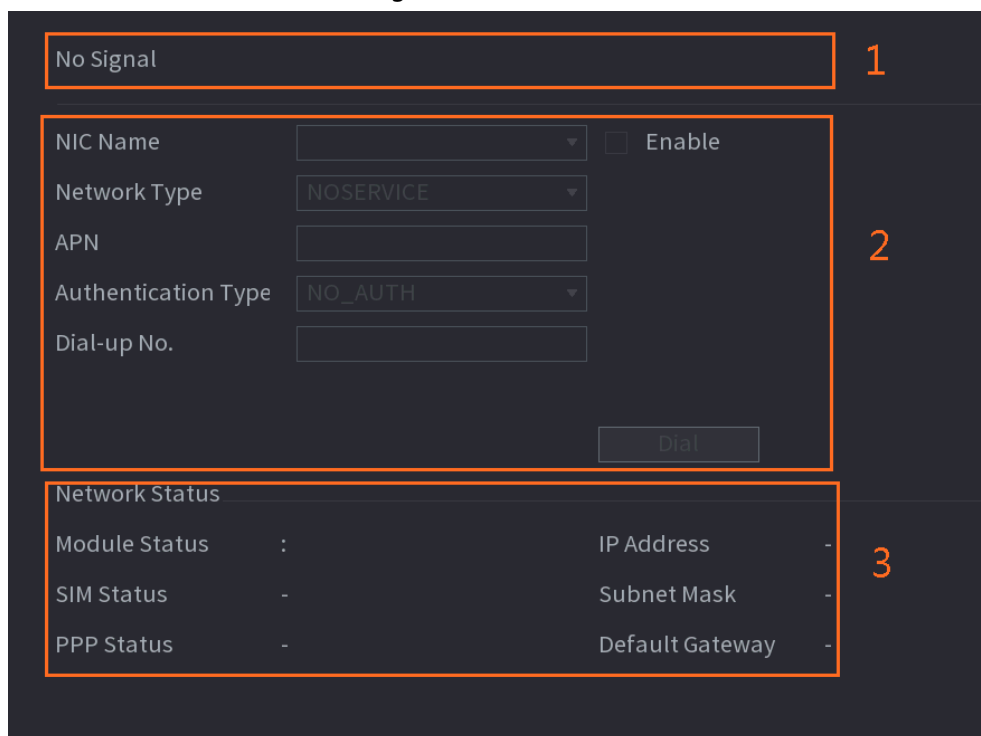 No Signal 1
NIC Name Enable
Network Type NOSERVICE
APN 2
Authentication Type NO_AUTH
Dial-up No.
Dial
Network Status
Module Status : IP Address -
3
SIM Status - Subnet Mask -
PPP Status - Default Gateway -